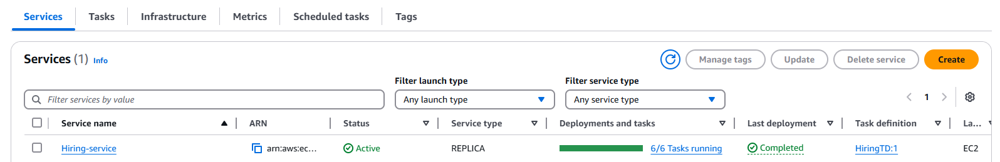 Services Tasks Infrastructure Metrics Scheduled tasks Tags
Services (1) Info Manage tags Update Delete service Create
Filter launch type Filter service type
Filter services by value Any launch type Any service type 1
Service name ARN Status Service type Deployments and tasks Last deployment Task definition La...
Hiring-service arn:aws:ec... Active REPLICA 6/6 Tasks running Completed HiringTD:1 EC2